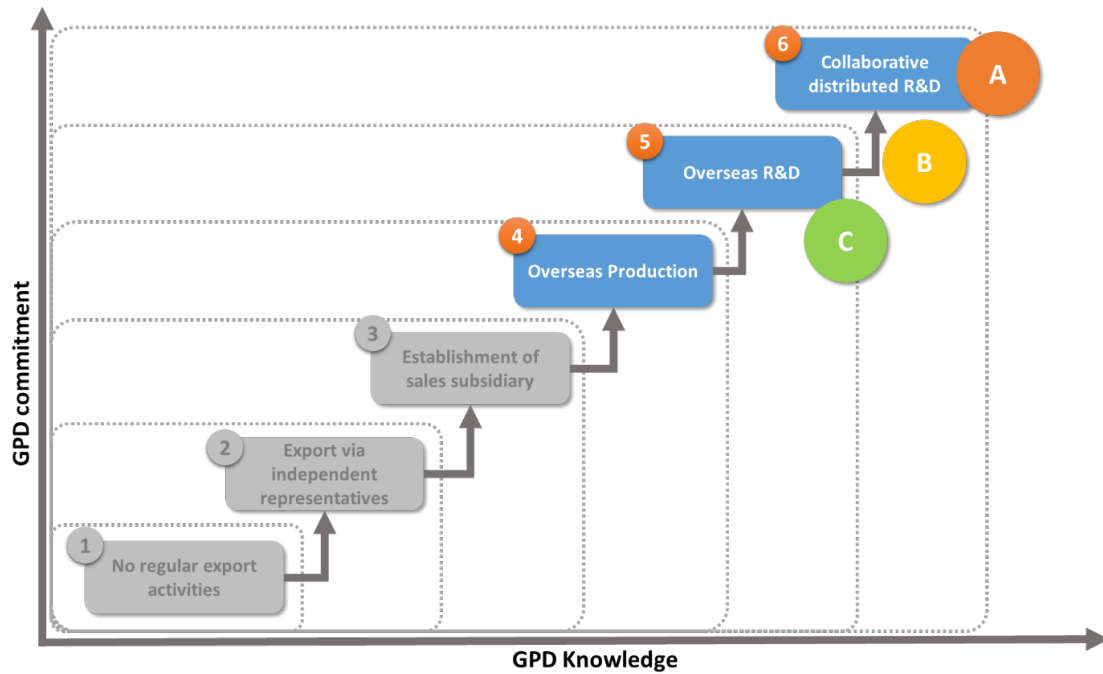 GPD commitment
6
Collaborative
distributed R&D
A
5
Overseas R&D
B
C
4
Overseas Production
3
Establishment of
sales subsidiary
2
Export via
independent
representatives
1
No regular export
activities
GPD Knowledge